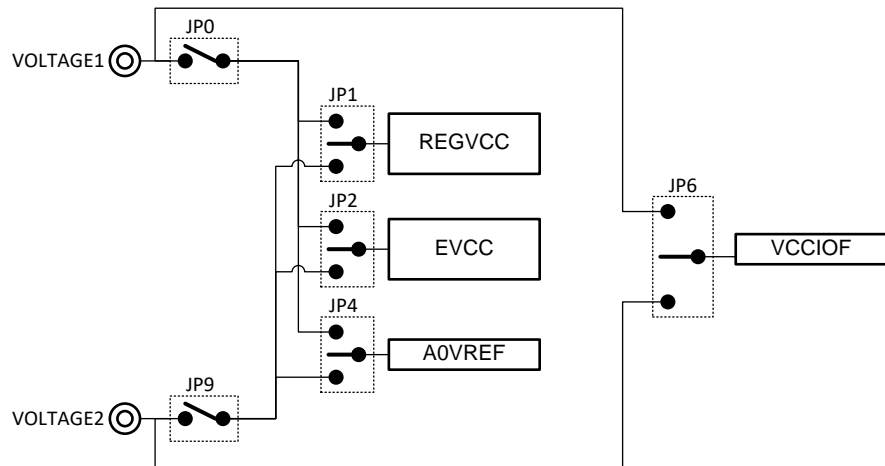 JP0
VOLTAGE1
JP1
REGVCC
JP6
JP2
EVCC
VCCIOF
JP4
A0VREF
JP9
VOLTAGE2